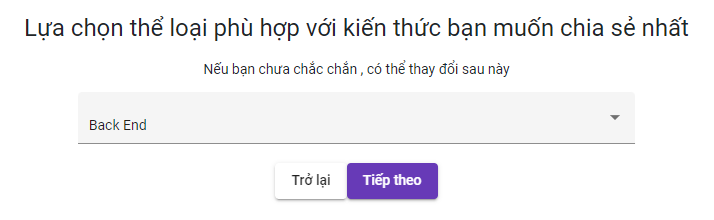 Lựa chọn thể loại phù hợp với kiến thức bạn muốn chia sẻ nhất
Nếu bạn chưa chắc chắn , có thể thay đổi sau này
Back End
Trở lại
Tiếp theo